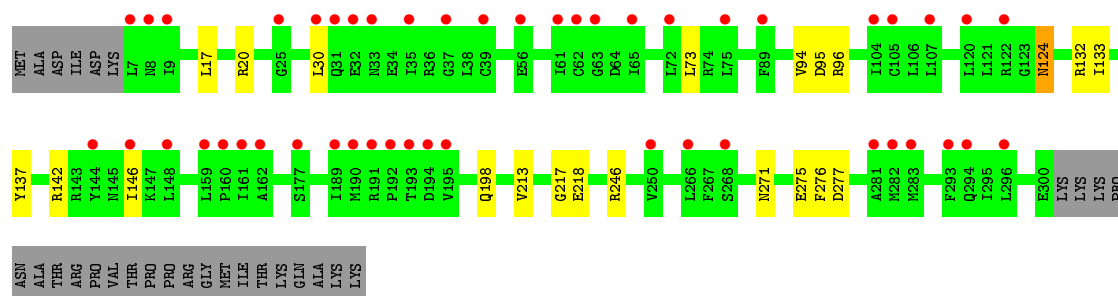 MET ALA ASP ILE ASP LYS L7 N8 I9 L17 R20 G25 L30 Q31 E32 N33 E34 I35 R36 G37 L38 C39 E56 I61 C62 G63 D64 I65 L72 L73 R74 L75 F89 V94 D95 R96 I104 C105 L106 L107 L120 L121 R122 G123 N124 R132 I133
Y137 R142 R143 Y144 N145 I146 K147 L148 L159 P160 I161 A162 S177 I189 M190 R191 P192 T193 D194 V195 Q198 V213 G217 E218 R246 V250 L266 F267 S268 N271 E275 F276 D277 A281 M282 M283 F293 Q294 I295 L296 E300 LYS LYS LYS PRO
ASN ALA THR ARG PRO VAL THR PRO PRO ARG GLY MET ILE THR LYS GLN ALA LYS LYS